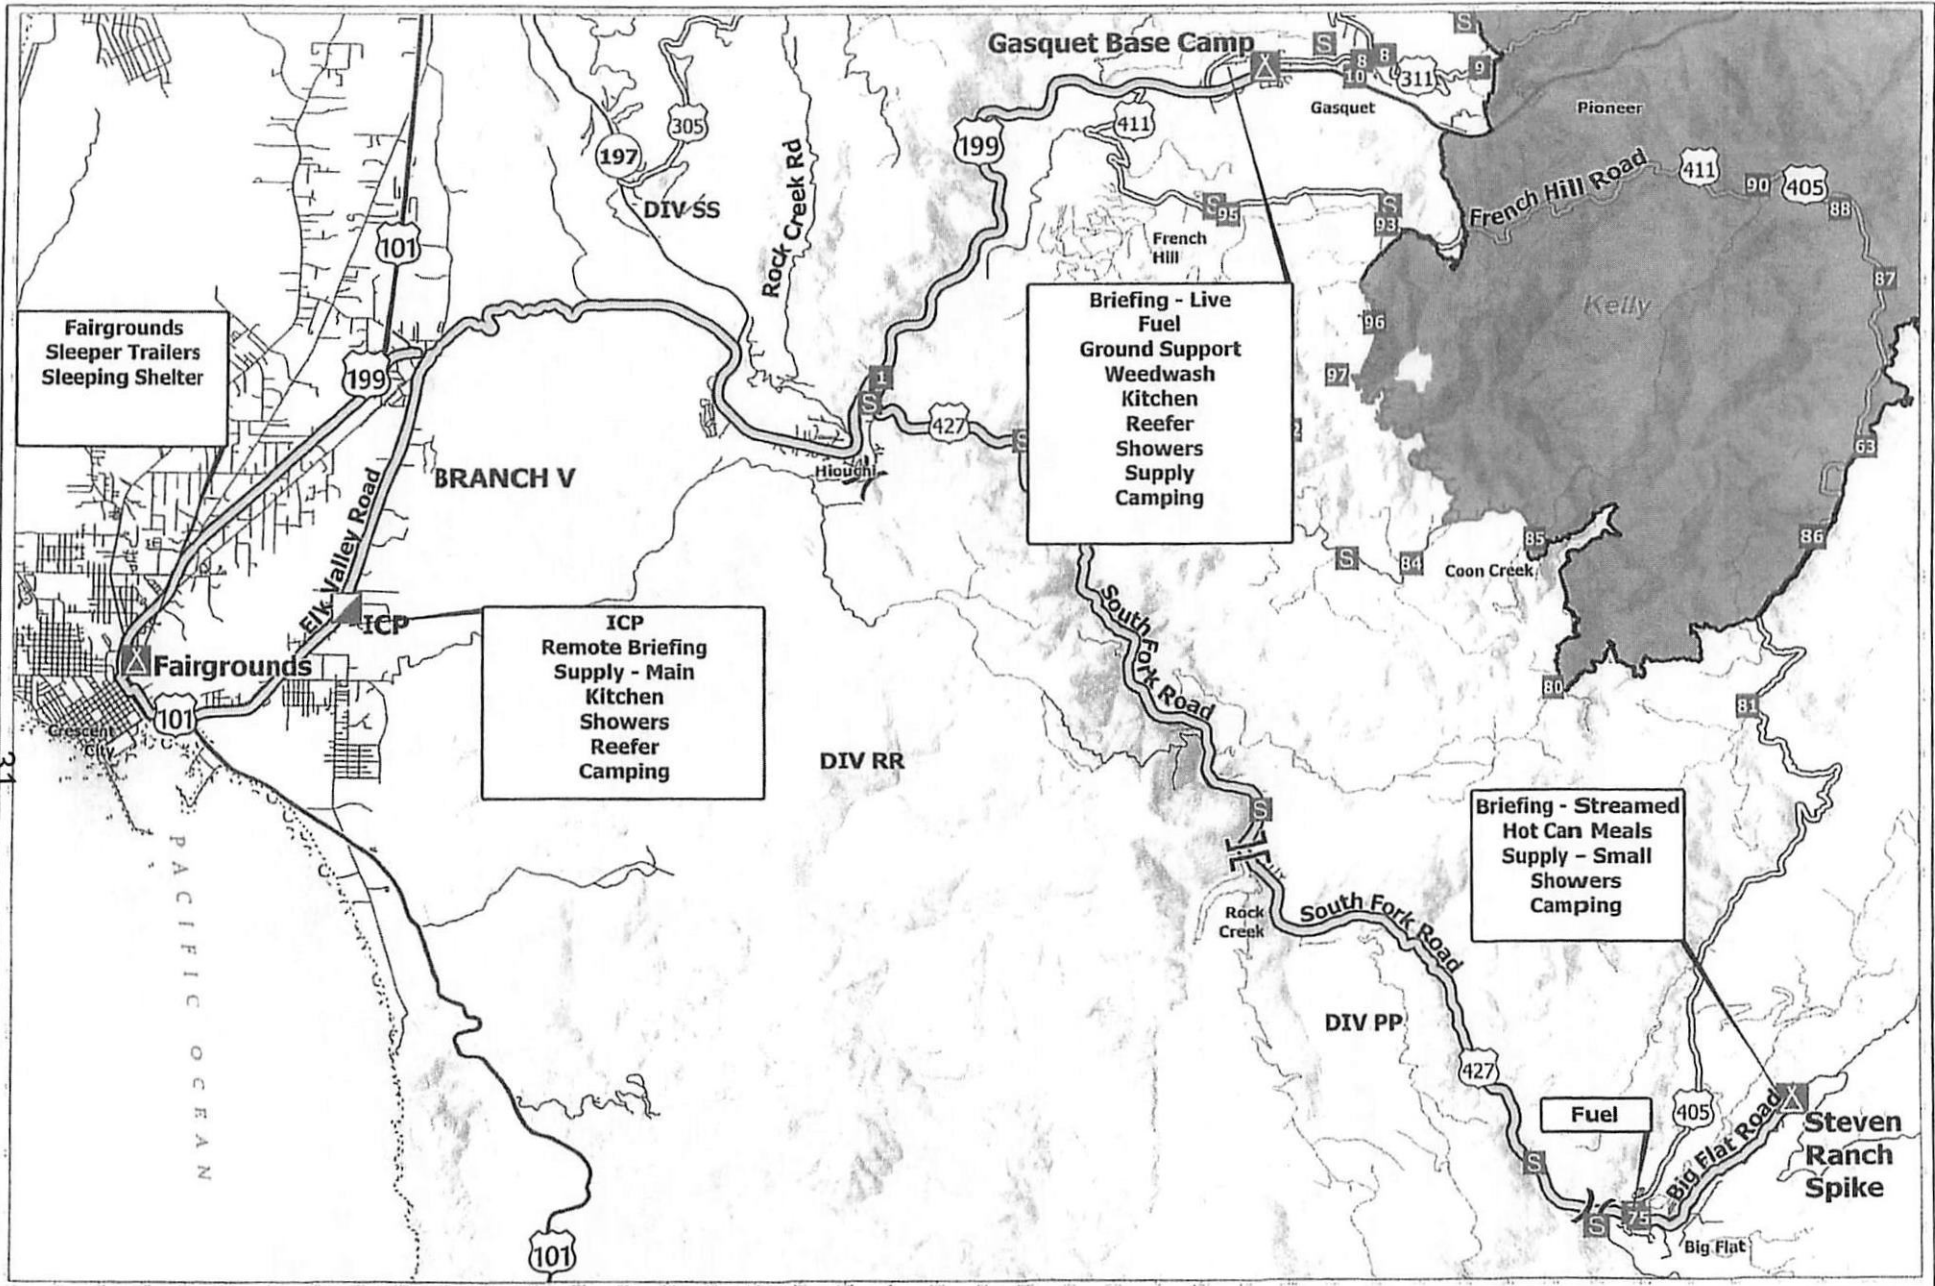 Gasquet Base Camp
S
S
8
8
10
311
9
Gasquet
Pioneer
305
197
411
199
Rock Creek Rd
DIV SS
101
French Hill Road
411
90
405
88
S
95
S
93
French
Hill
87
Kelly
Fairgrounds
Sleeper Trailers
Sleeping Shelter
199
Briefing - Live
Fuel
Ground Support
Weedwash
Kitchen
Reefer
Showers
Supply
Camping
96
97
1
S
427
S
63
Hiouchi
BRANCH V
Elk Valley Road
85
86
S
84
Coon Creek
ICP
ICP
Remote Briefing
Supply - Main
Kitchen
Showers
Reefer
Camping
Fairgrounds
101
Crescent
City
31
South Fork Road
80
81
DIV RR
S
Briefing - Streamed
Hot Can Meals
Supply – Small
Showers
Camping
PACIFIC OCEAN
Rock
Creek
South Fork Road
DIV PP
427
Fuel
405
Big Flat Road
Steven
Ranch
Spike
S
S
Big Flat
101